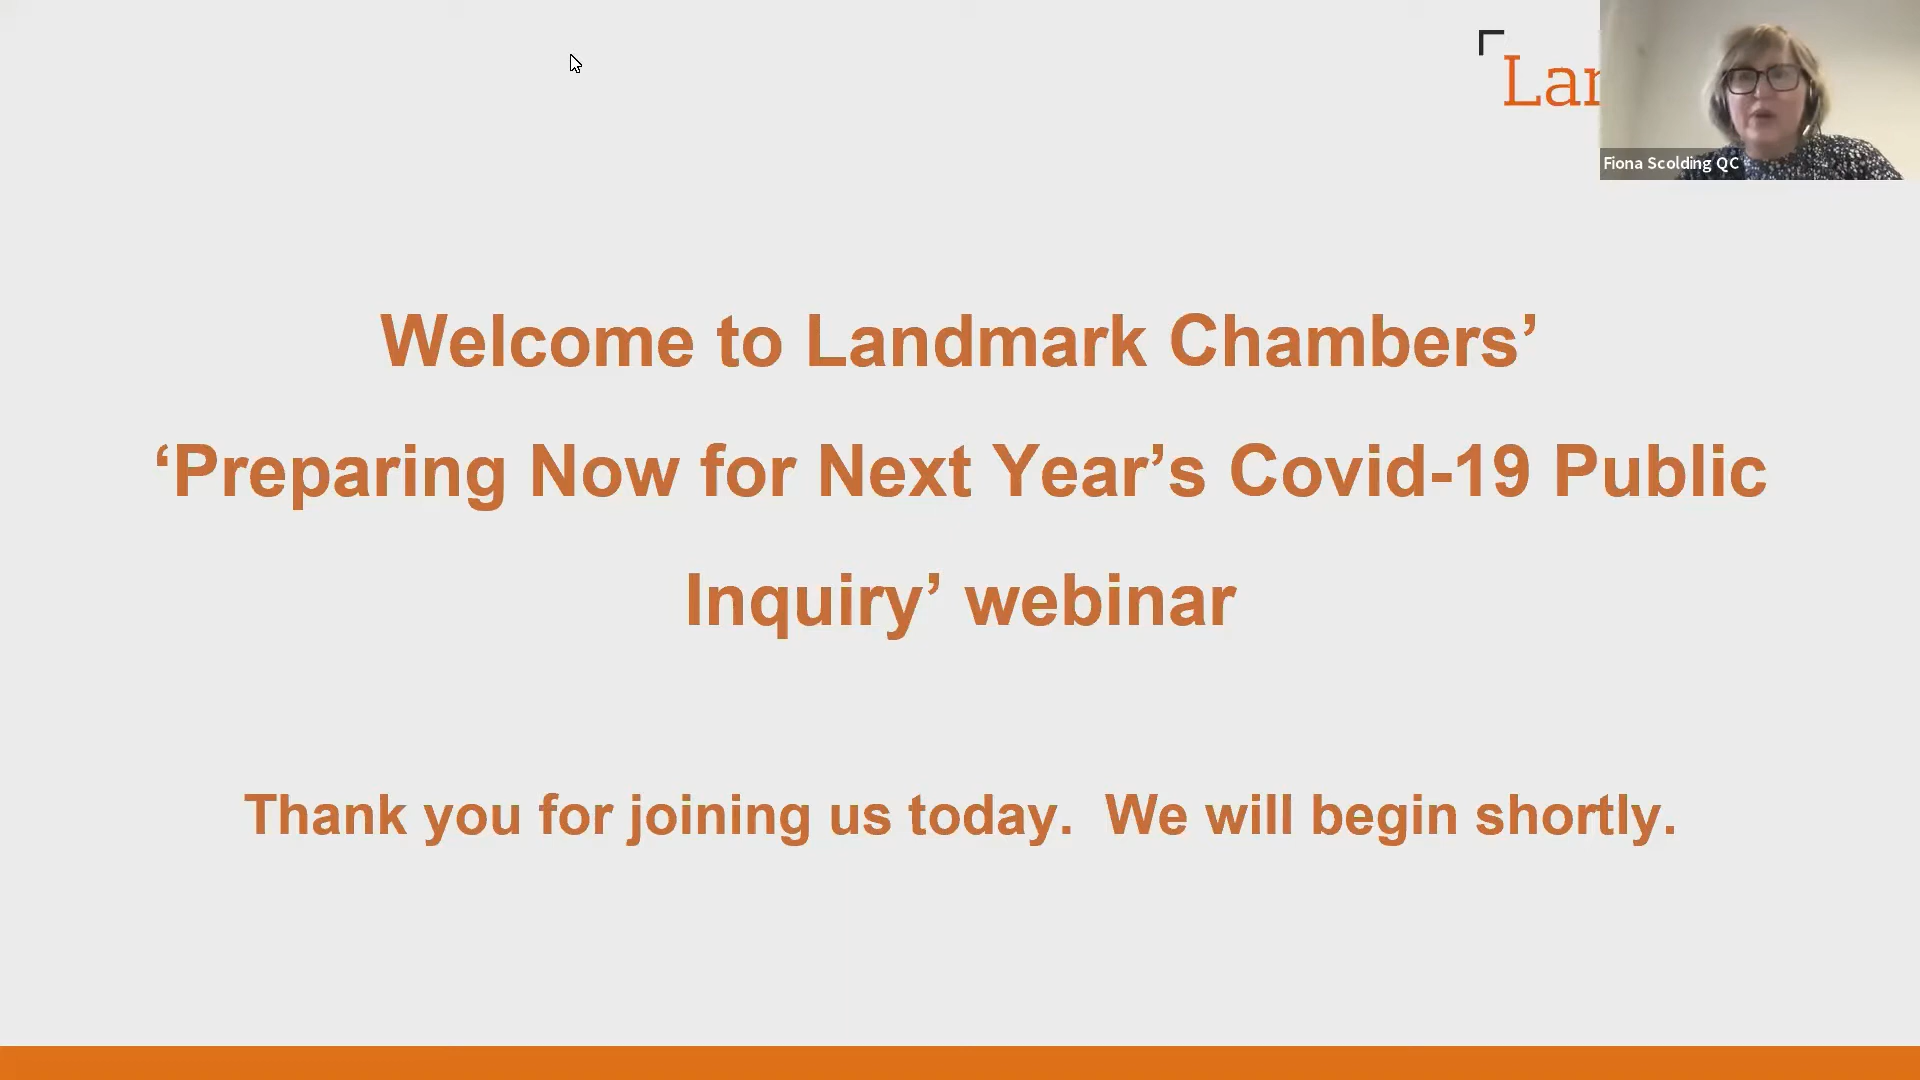 Lan
Fiona Scolding QC
Welcome to Landmark Chambers’
‘Preparing Now for Next Year’s Covid-19 Public
Inquiry’ webinar
Thank you for joining us today.  We will begin shortly.